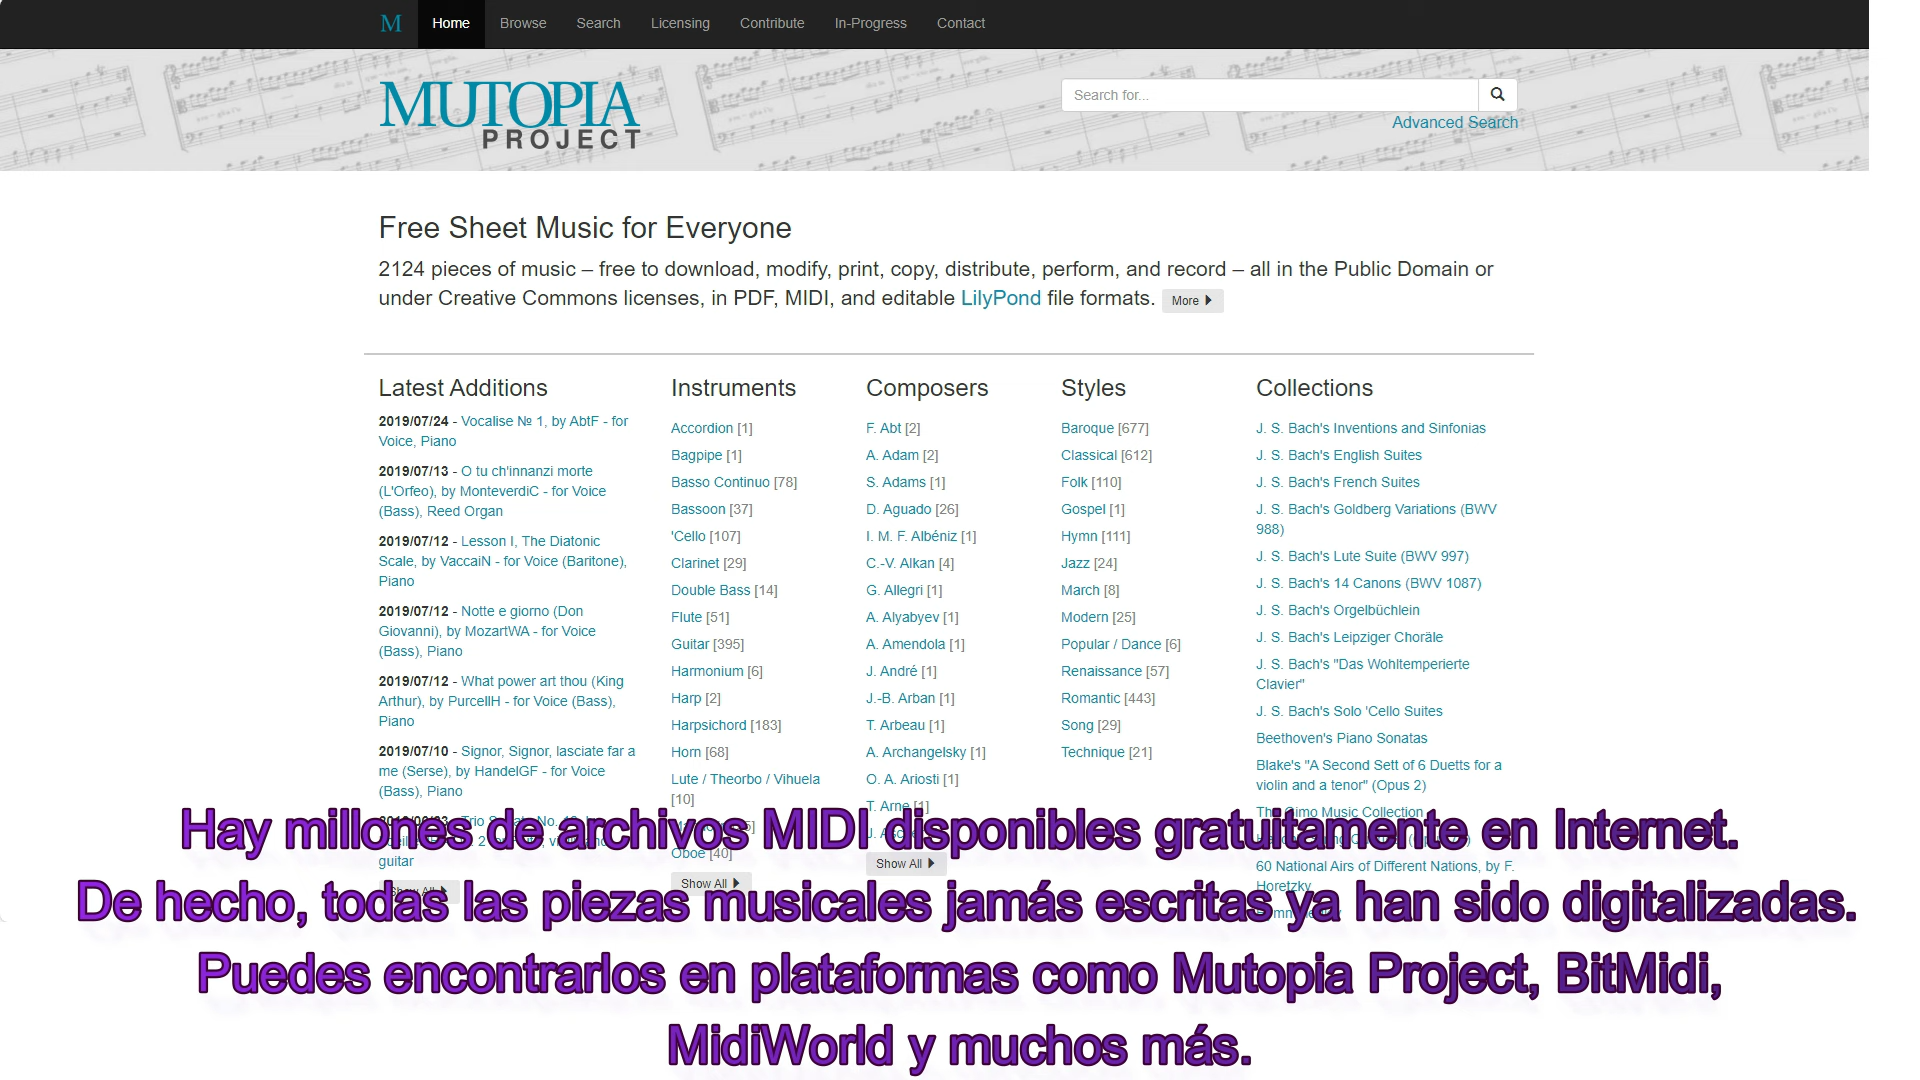 M Home Browse Search Licensing Contribute In-Progress Contact
MUTOPIA
PROJECT
Search for...
Advanced Search
Free Sheet Music for Everyone
2124 pieces of music – free to download, modify, print, copy, distribute, perform, and record – all in the Public Domain or
under Creative Commons licenses, in PDF, MIDI, and editable LilyPond file formats. More
Latest Additions
2019/07/24 - Vocalise № 1, by AbtF - for
Voice, Piano
2019/07/13 - O tu ch'innanzi morte
(L'Orfeo), by MonteverdiC - for Voice
(Bass), Reed Organ
2019/07/12 - Lesson I, The Diatonic
Scale, by VaccaiN - for Voice (Baritone),
Piano
2019/07/12 - Notte e giorno (Don
Giovanni), by MozartWA - for Voice
(Bass), Piano
2019/07/12 - What power art thou (King
Arthur), by PurcellH - for Voice (Bass),
Piano
2019/07/10 - Signor, Signor, lasciate far a
me (Serse), by HandelGF - for Voice
(Bass), Piano
Trio No.
guitar
Show All
Instruments
Accordion [1]
Bagpipe [1]
Basso Continuo [78]
Bassoon [37]
'Cello [107]
Clarinet [29]
Double Bass [14]
Flute [51]
Guitar [395]
Harmonium [6]
Harp [2]
Harpsichord [183]
Horn [68]
Lute / Theorbo / Vihuela
[10]
Oboe [40]
Show All
Composers
F. Abt [2]
A. Adam [2]
S. Adams [1]
D. Aguado [26]
I. M. F. Albéniz [1]
C.-V. Alkan [4]
G. Allegri [1]
A. Alyabyev [1]
A. Amendola [1]
J. André [1]
J.-B. Arban [1]
T. Arbeau [1]
A. Archangelsky [1]
O. A. Ariosti [1]
T. Arne [1]
Show All
Styles
Baroque [677]
Classical [612]
Folk [110]
Gospel [1]
Hymn [111]
Jazz [24]
March [8]
Modern [25]
Popular / Dance [6]
Renaissance [57]
Romantic [443]
Song [29]
Technique [21]
Collections
J. S. Bach's Inventions and Sinfonias
J. S. Bach's English Suites
J. S. Bach's French Suites
J. S. Bach's Goldberg Variations (BWV
988)
J. S. Bach's Lute Suite (BWV 997)
J. S. Bach's 14 Canons (BWV 1087)
J. S. Bach's Orgelbüchlein
J. S. Bach's Leipziger Choräle
J. S. Bach's "Das Wohltemperierte
Clavier"
J. S. Bach's Solo 'Cello Suites
Beethoven's Piano Sonatas
Blake's "A Second Sett of 6 Duetts for a
violin and a tenor" (Opus 2)
The Gimo Music Collection
60 National Airs of Different Nations, by F.
Horetzky
Hay millones de archivos MIDI disponibles gratuitamente en Internet.
De hecho, todas las piezas musicales jamás escritas ya han sido digitalizadas.
Puedes encontrarlos en plataformas como Mutopia Project, BitMidi,
MidiWorld y muchos más.